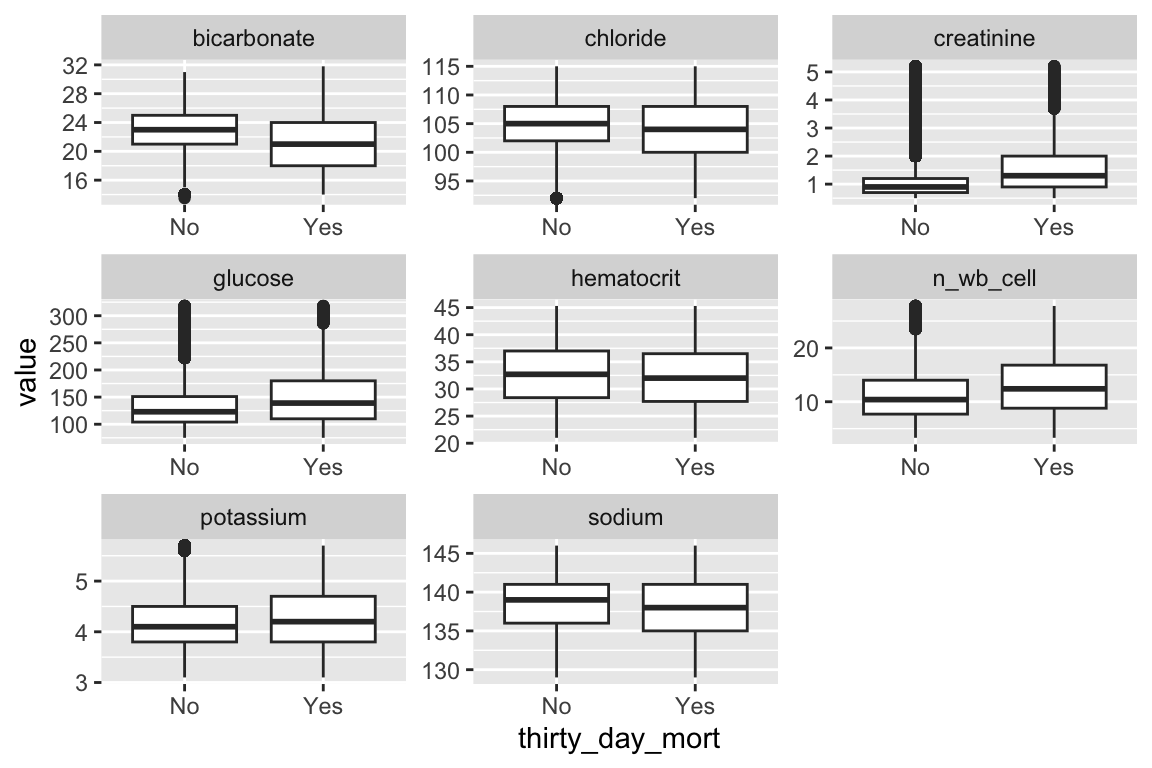 bicarbonate
chloride
creatinine
32
28
24
20
16
115
110
105
100
95
5
4
3
2
1
No Yes
No Yes
No Yes
glucose
hematocrit
n_wb_cell
value
300
250
200
150
100
45
40
35
30
25
20
20
10
No Yes
No Yes
No Yes
potassium
sodium
5
4
3
145
140
135
130
No Yes
No Yes
thirty_day_mort